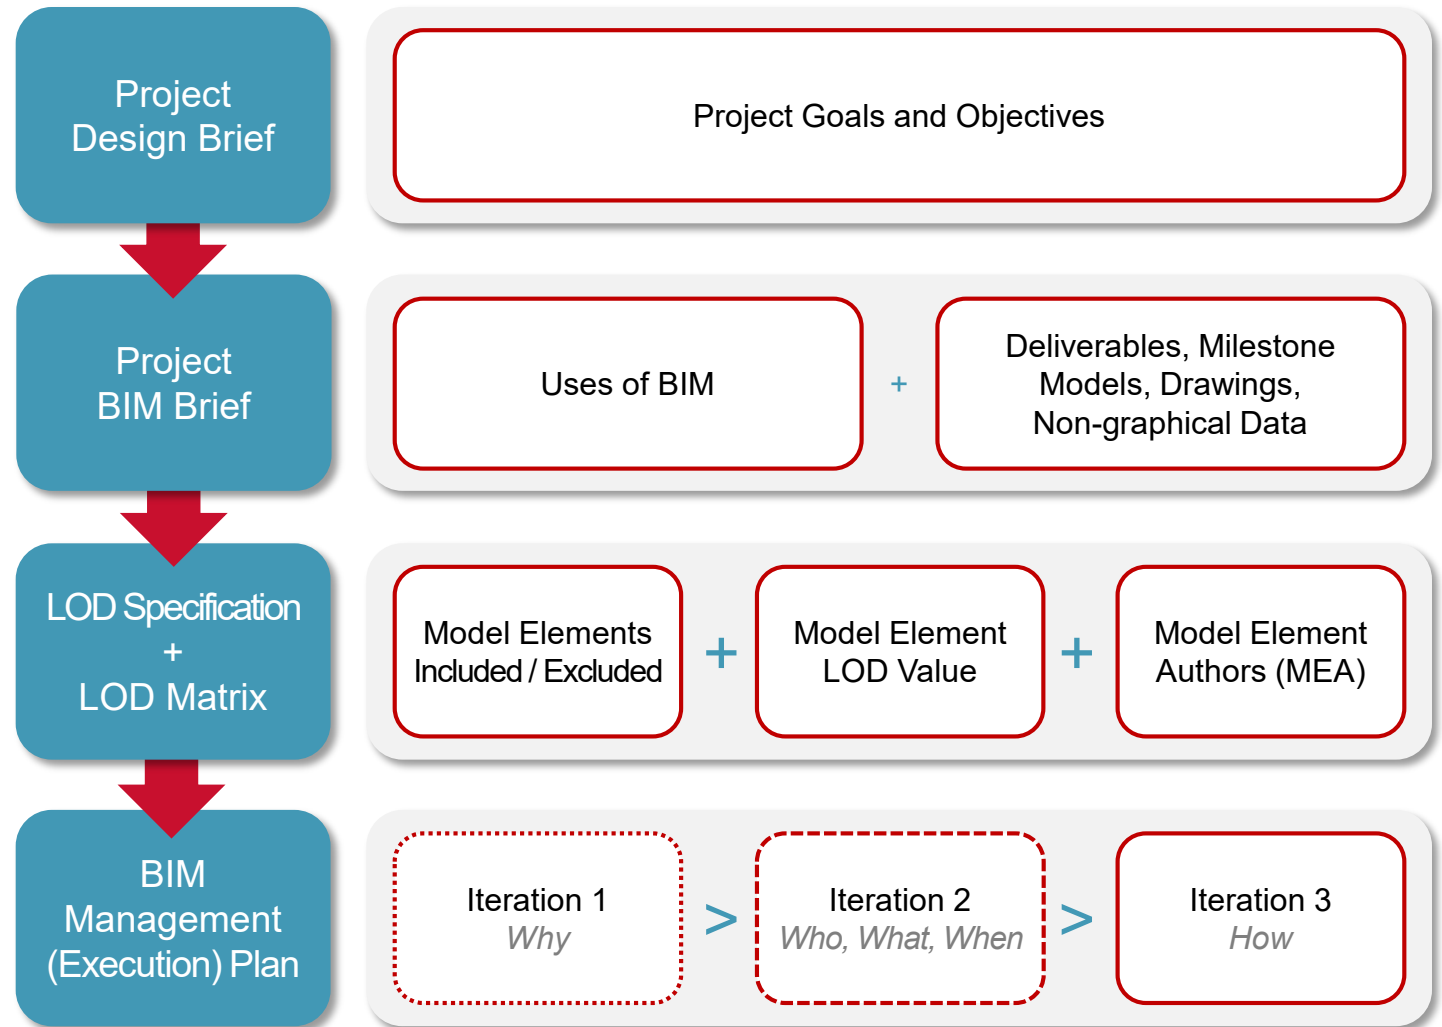 Project
Design Brief
Project Goals and Objectives
Project
BIM Brief
Uses of BIM
+
Deliverables, Milestone
Models, Drawings,
Non-graphical Data
LOD Specification
+
LOD Matrix
Model Elements
Included / Excluded
+
Model Element
LOD Value
+
Model Element
Authors (MEA)
BIM
Management
(Execution) Plan
Iteration 1
Why
>
Iteration 2
Who, What, When
>
Iteration 3
How